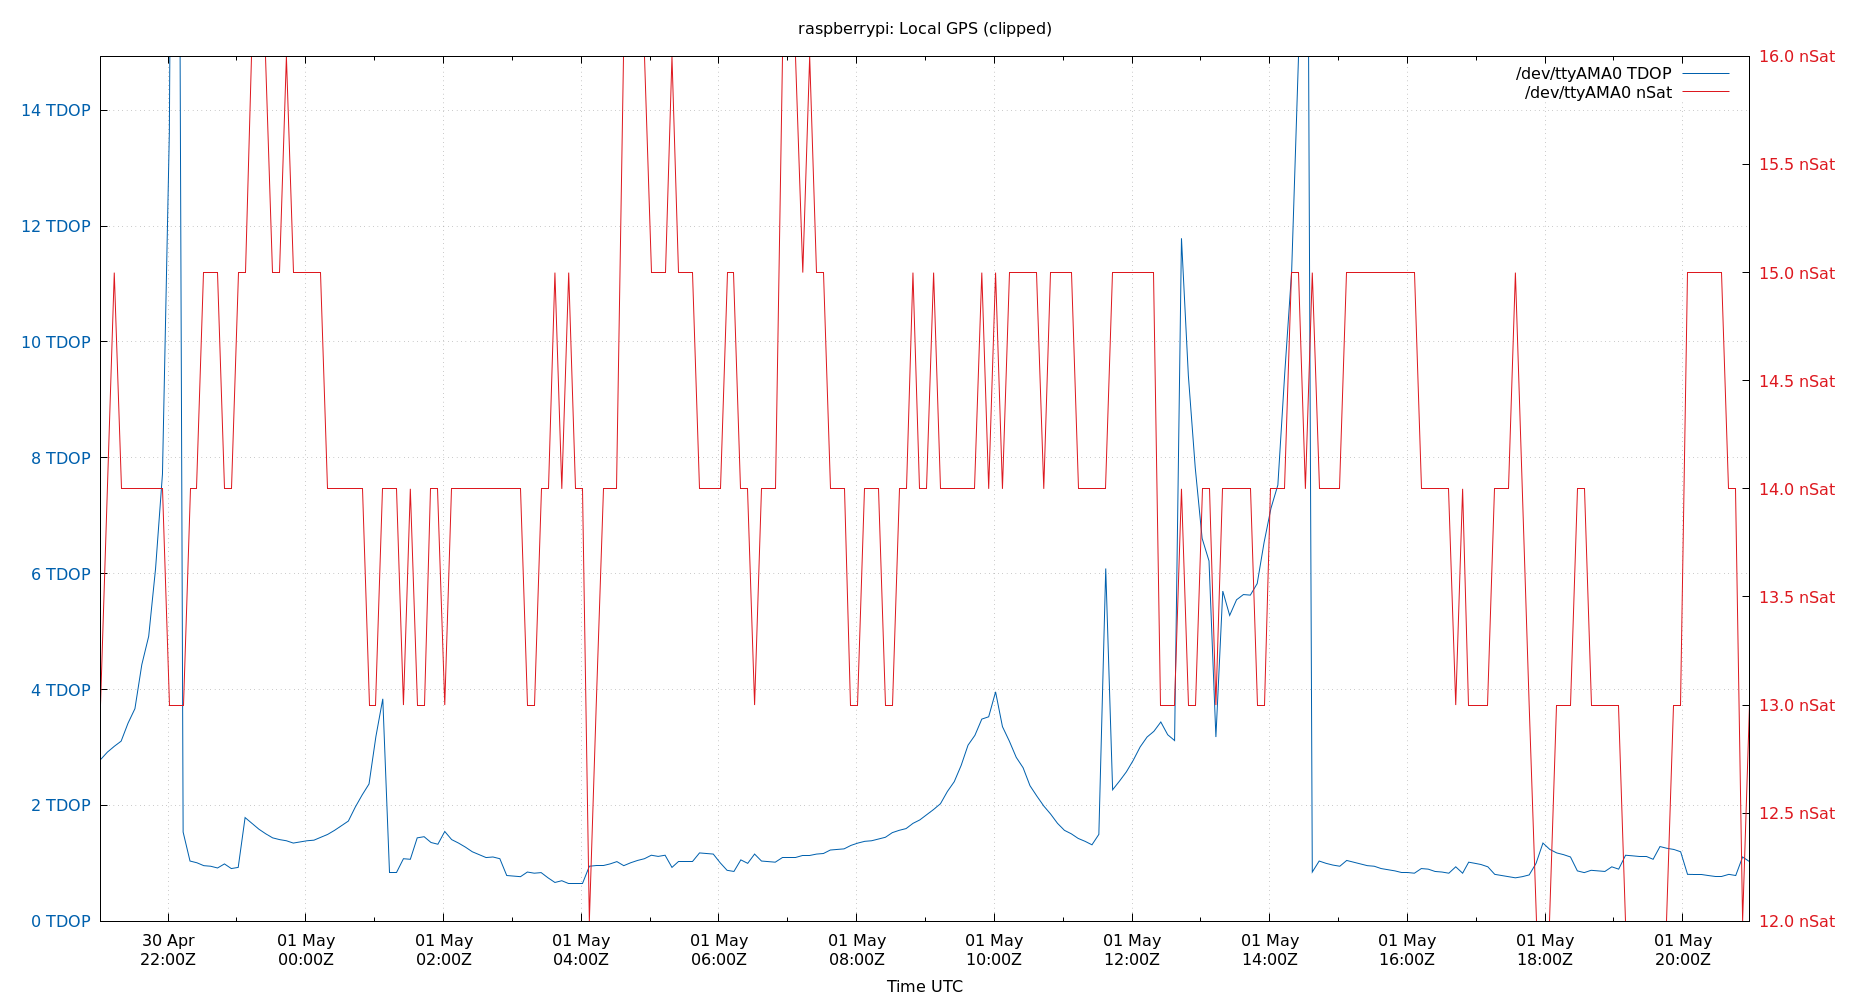 raspberrypi: Local GPS (clipped)
/dev/ttyAMA0 TDOP
/dev/ttyAMA0 nSat
14 TDOP
12 TDOP
10 TDOP
8 TDOP
6 TDOP
4 TDOP
2 TDOP
0 TDOP
16.0 nSat
15.5 nSat
15.0 nSat
14.5 nSat
14.0 nSat
13.5 nSat
13.0 nSat
12.5 nSat
12.0 nSat
30 Apr
22:00Z
01 May
00:00Z
01 May
02:00Z
01 May
04:00Z
01 May
06:00Z
01 May
08:00Z
01 May
10:00Z
01 May
12:00Z
01 May
14:00Z
01 May
16:00Z
01 May
18:00Z
01 May
20:00Z
Time UTC